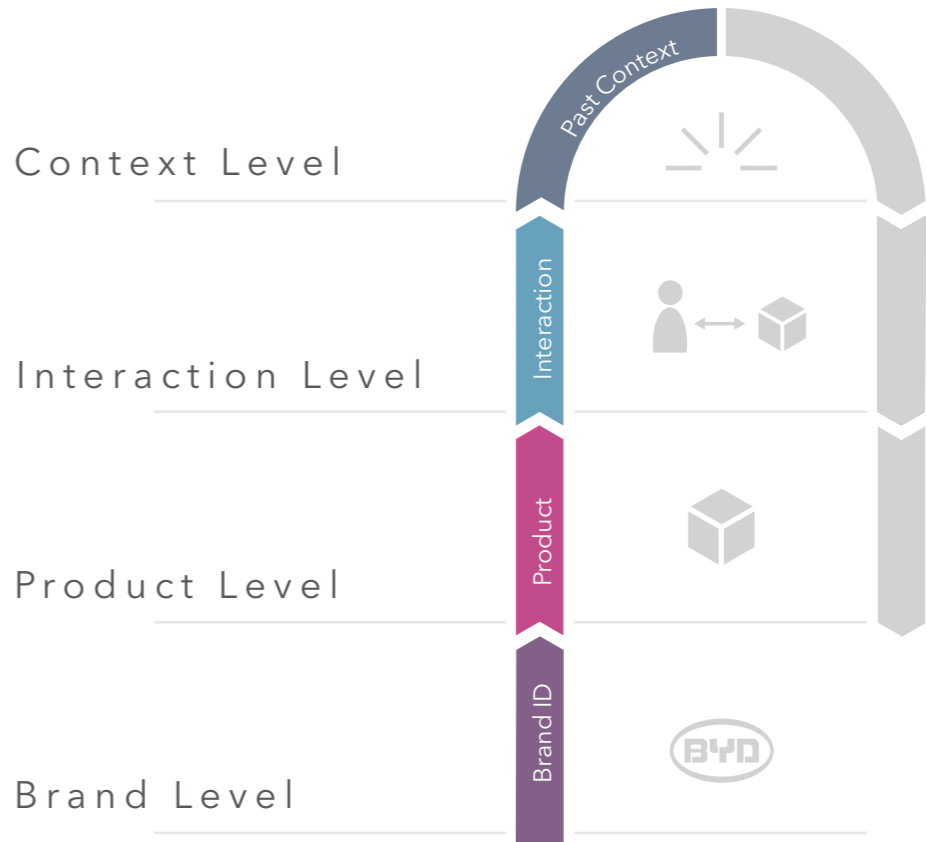 Past Context
Context Level
Interaction
Interaction Level
Product
Product Level
Brand ID
BYD
Brand Level